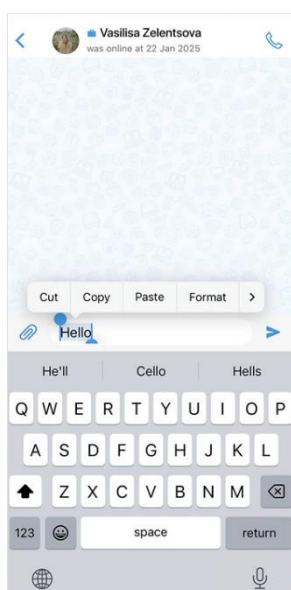 Vasilisa Zelentsova
was online at 22 Jan 2025
Cut Copy Paste Format >
Hello
He'll Cello Hells
Q W E R T Y U I O P
A S D F G H J K L
Z X C V B N M
123 space return